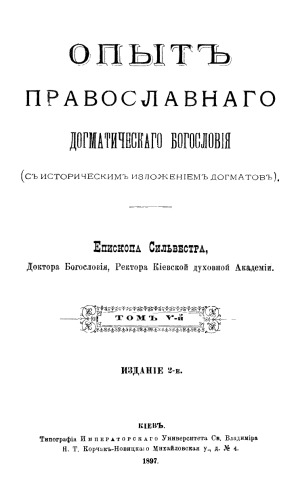 ОПЫТЪ
ПРАВОСЛАВНАГО
ДОГМАТИЧЕСКАГО БОГОСЛОВІЯ
(СЪ ИСТОРИЧЕСКИМЪ ИЗЛОЖЕНІЕМЪ ДОГМАТОВЪ),
ЕПИСКОПА СИЛЬВЕСТРА,
Доктора Богословія, Ректора Кіевской духовной Академіи.
ТОМЪ V-й
ИЗДАНІЕ 2-е.
КІЕВЪ.
Типографія ИМПЕРАТОРСКАГО Университета Св. Владиміра
Н. Т. Корчакъ-Новицкаго Михайловская ул., д. № 4.
1897.